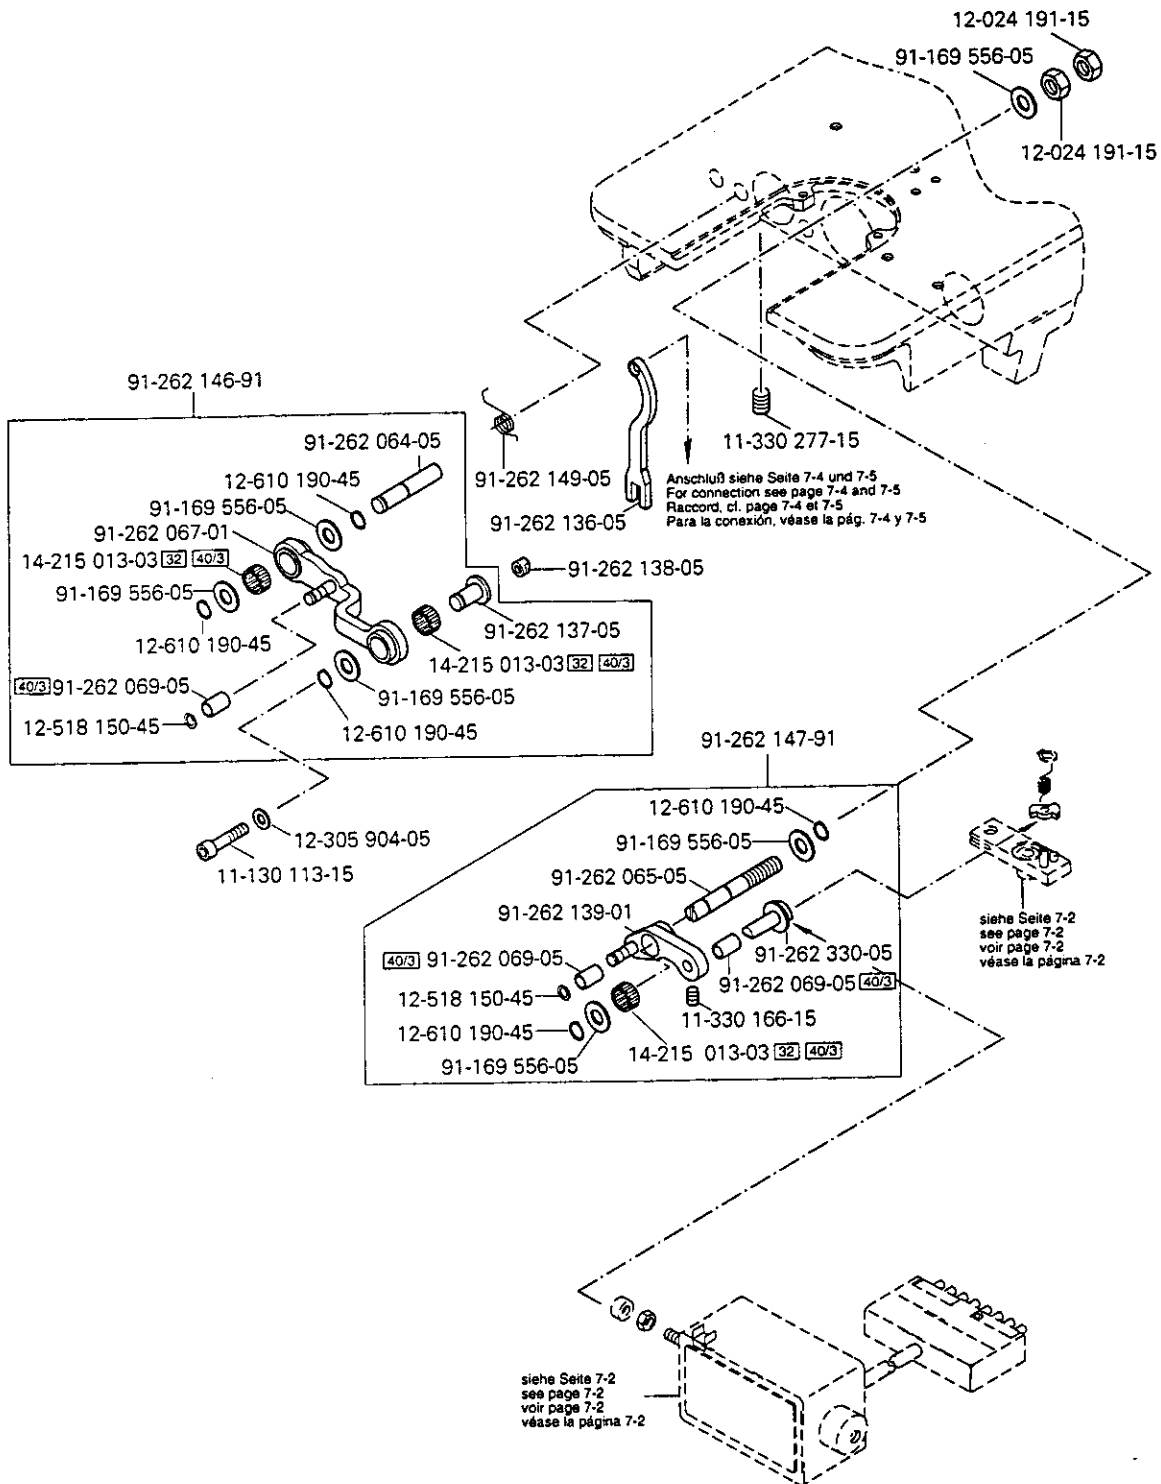 12-024 191-15
91-169 556-05
12-024 191-15
91-262 146-91
11-330 277-15
91-262 064-05
91-262 149-05
12-610 190-45
Anschluß siehe Seite 7-4 und 7-5
For connection see page 7-4 and 7-5
Raccord, cl. page 7-4 et 7-5
Para la conexión, véase la pág. 7-4 y 7-5
91-169 556-05
91-262 136-05
91-262 067-01
14-215 013-03 32 40/3
91-262 138-05
91-169 556-05
91-262 137-05
12-610 190-45
14-215 013-03 32 40/3
40/3 91-262 069-05
91-169 556-05
12-518 150-45
12-610 190-45
91-262 147-91
12-610 190-45
12-305 904-05
91-169 556-05
11-130 113-15
91-262 065-05
91-262 139-01
siehe Seite 7-2
see page 7-2
voir page 7-2
véase la página 7-2
40/3 91-262 069-05
91-262 330-05
91-262 069-05 40/3
12-518 150-45
11-330 166-15
12-610 190-45
14-215 013-03 32 40/3
91-169 556-05
siehe Seite 7-2
see page 7-2
voir page 7-2
véase la página 7-2